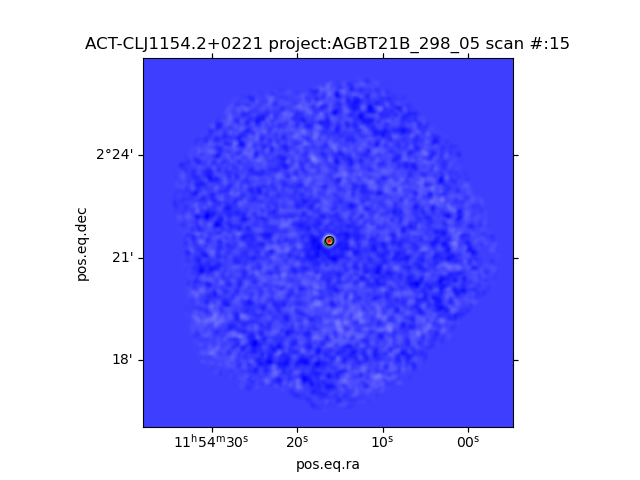 ACT-CLJ1154.2+0221 project:AGBT21B_298_05 scan #:15
pos.eq.dec
2°24'
21'
18'
11ʰ54ᵐ30ˢ 20ˢ 10ˢ 00ˢ
pos.eq.ra